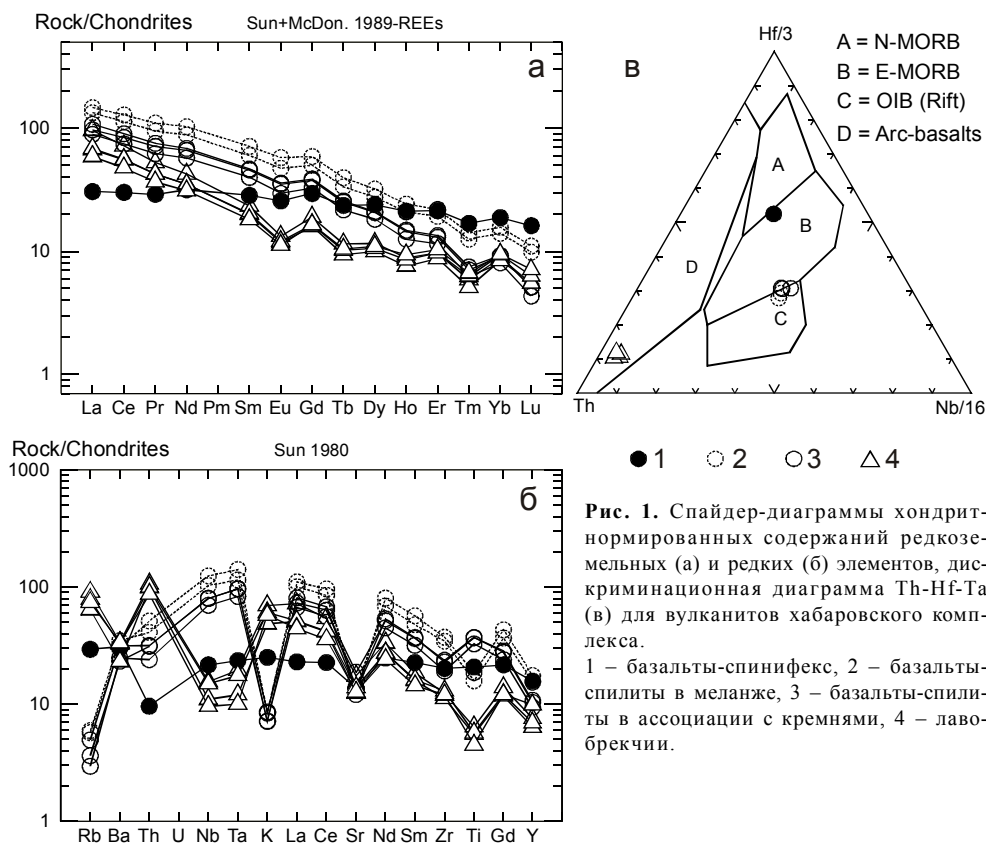 Rock/Chondrites
Sun+McDon. 1989-REEs
а
100
10
1
La Ce Pr Nd Pm Sm Eu Gd Tb Dy Ho Er Tm Yb Lu
Hf/3
в
A = N-MORB
B = E-MORB
C = OIB (Rift)
D = Arc-basalts
A
B
D
C
Th
Nb/16
Rock/Chondrites
Sun 1980
б
1000
100
10
1
Rb Ba Th U Nb Ta K La Ce Sr Nd Sm Zr Ti Gd Y
1 2 3 4
Рис. 1. Спайдер-диаграммы хондрит-
нормированных содержаний редкозе-
мельных (а) и редких (б) элементов, дис-
криминационная диаграмма Th-Hf-Ta
(в) для вулканитов хабаровского комп-
лекса.
1 – базальты-спинифекс, 2 – базальты-
спилиты в меланже, 3 – базальты-спили-
ты в ассоциации с кремнями, 4 – лаво-
брекчии.